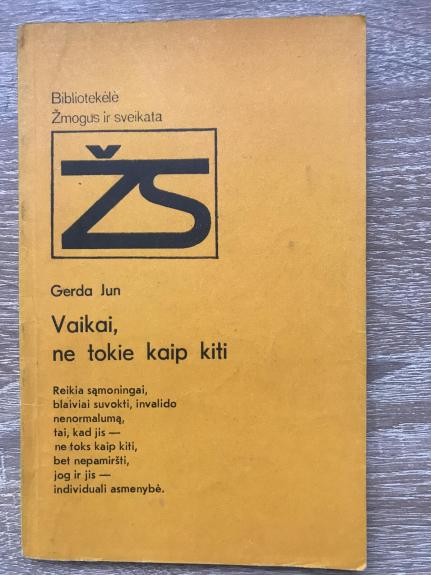 Bibliotekėlė
Žmogus ir sveikata
ŽS
Gerda Jun
Vaikai,
ne tokie kaip kiti
Reikia sąmoningai,
blaiviai suvokti, invalido
nenormalumą,
tai, kad jis —
ne toks kaip kiti,
bet nepamiršti,
jog ir jis —
individuali asmenybė.